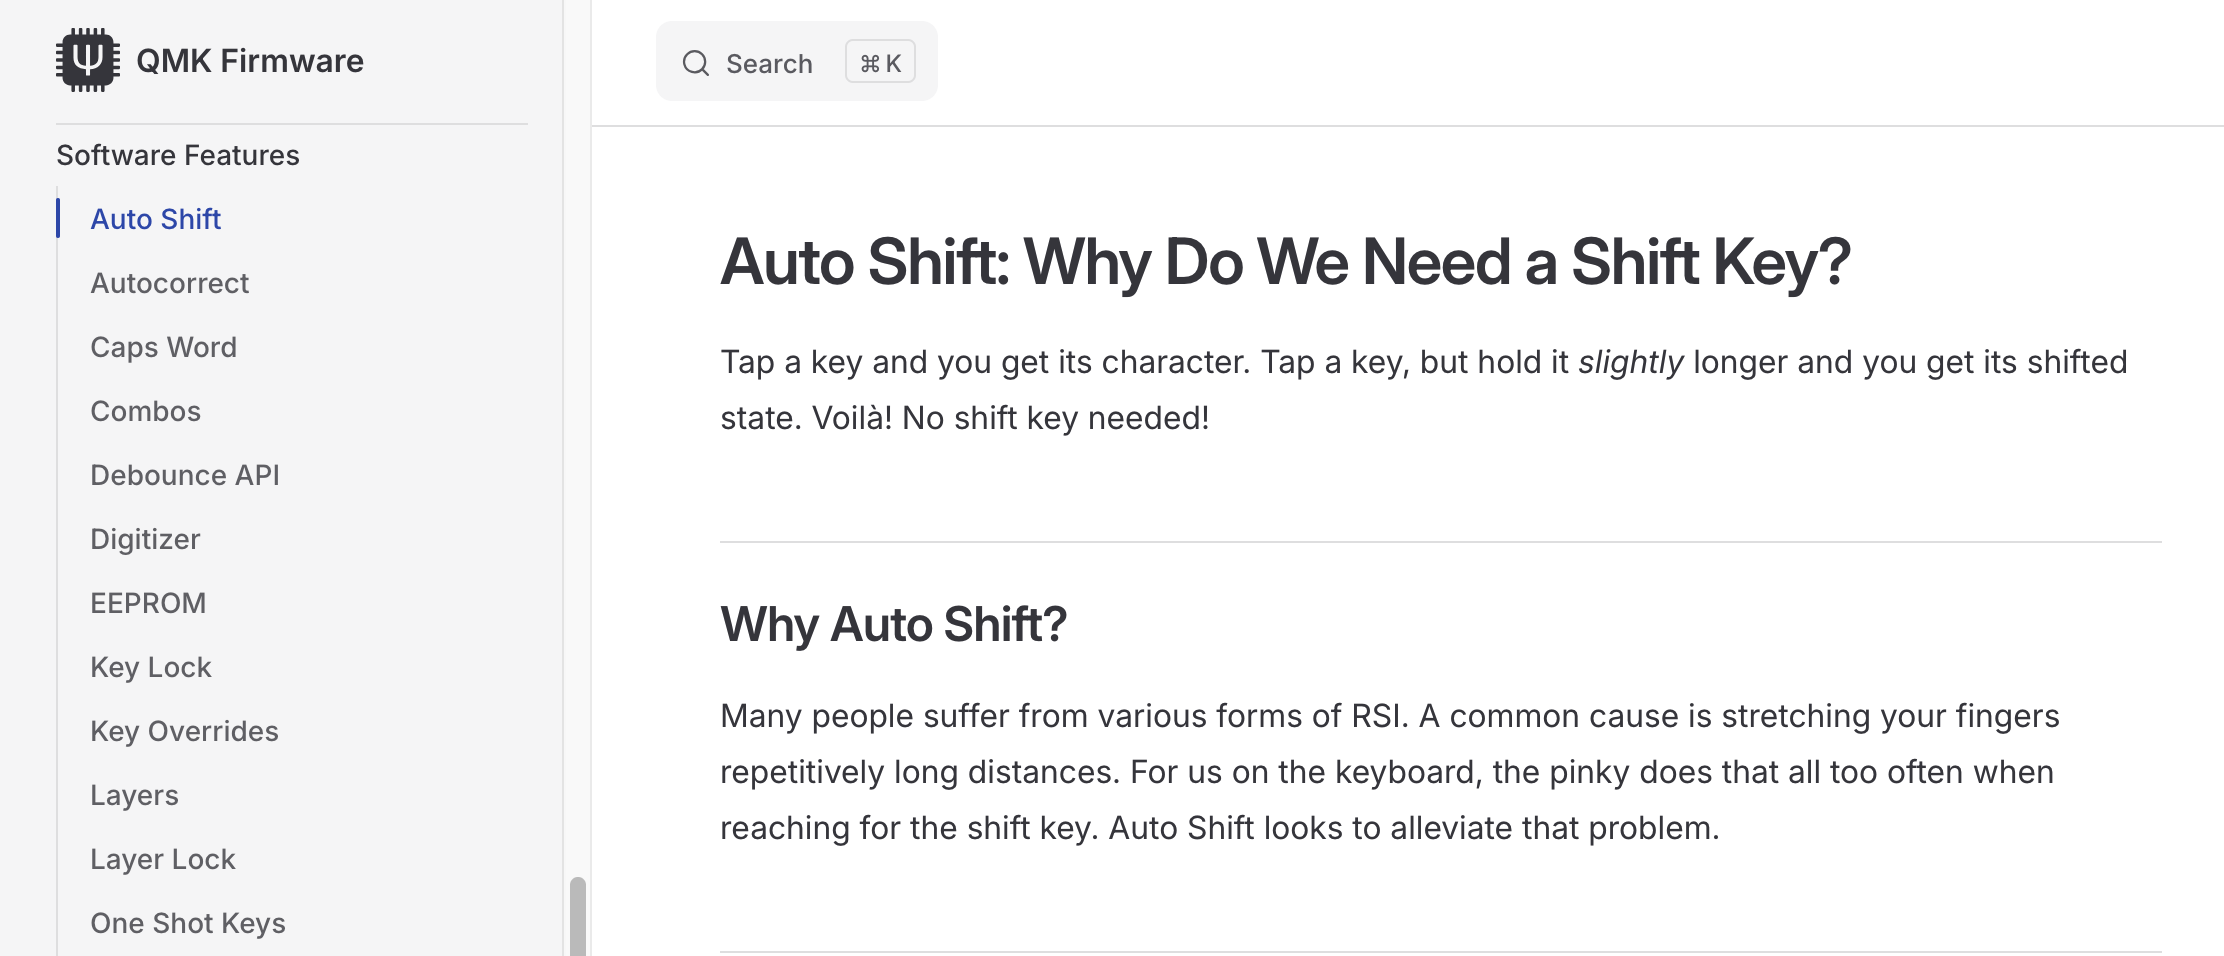 QMK Firmware
Software Features
Auto Shift
Autocorrect
Caps Word
Combos
Debounce API
Digitizer
EEPROM
Key Lock
Key Overrides
Layers
Layer Lock
One Shot Keys
Search ⌘ K
Auto Shift: Why Do We Need a Shift Key?
Tap a key and you get its character. Tap a key, but hold it slightly longer and you get its shifted
state. Voilà! No shift key needed!
Why Auto Shift?
Many people suffer from various forms of RSI. A common cause is stretching your fingers
repetitively long distances. For us on the keyboard, the pinky does that all too often when
reaching for the shift key. Auto Shift looks to alleviate that problem.